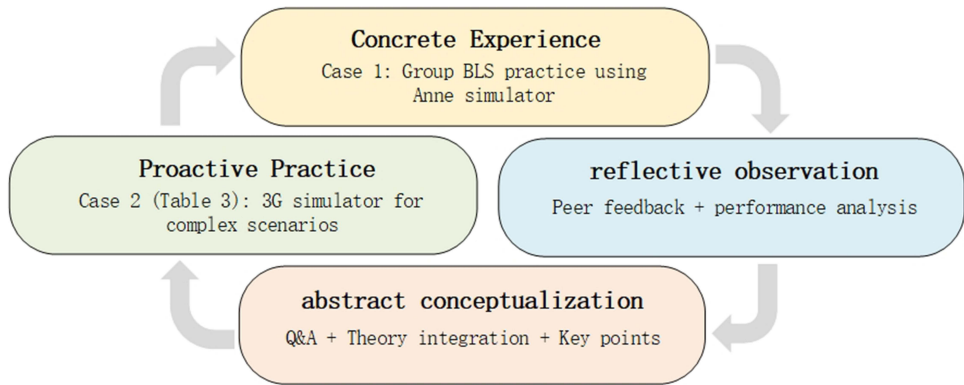 Concrete Experience
Case 1: Group BLS practice using
Anne simulator
Proactive Practice
Case 2 (Table 3): 3G simulator for
complex scenarios
reflective observation
Peer feedback + performance analysis
abstract conceptualization
Q&A + Theory integration + Key points